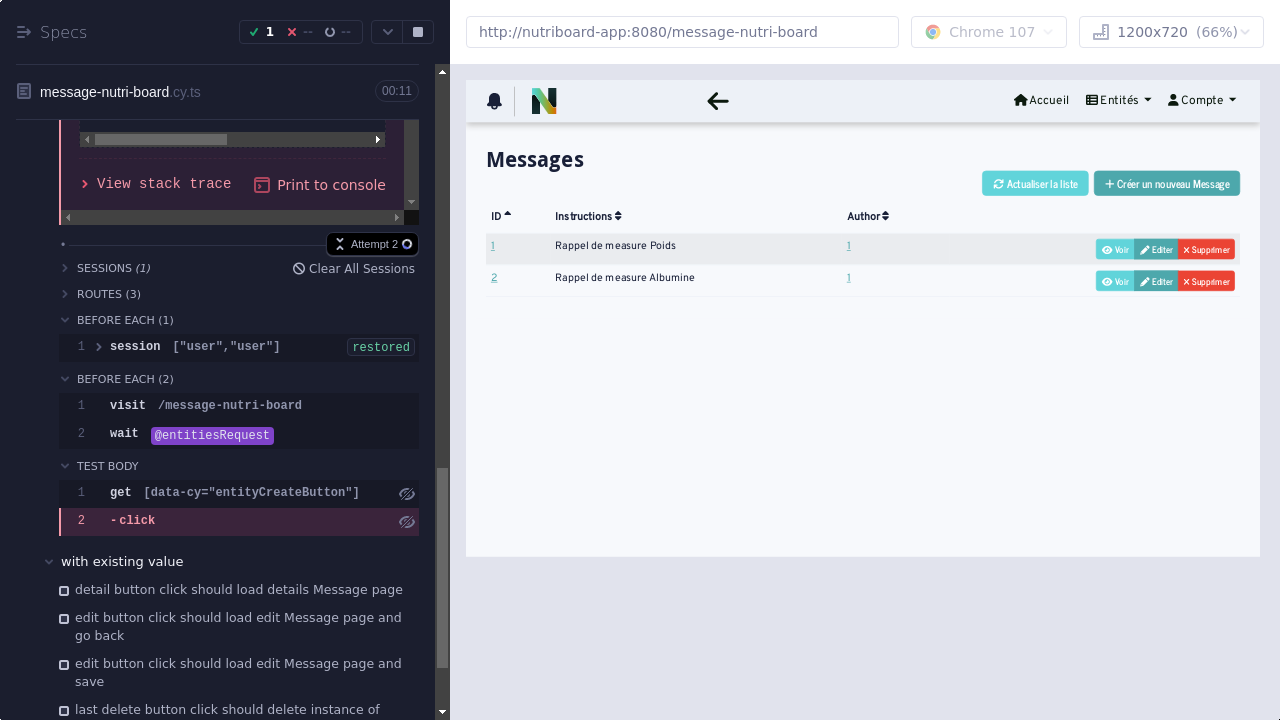 Specs
1
--
--
message-nutri-board.cy.ts
00:11
View stack trace
Print to console
Attempt 2
SESSIONS (1)
Clear All Sessions
ROUTES (3)
BEFORE EACH (1)
1 session ["user","user"] restored
BEFORE EACH (2)
1 visit /message-nutri-board
2 wait @entitiesRequest
TEST BODY
1 get [data-cy="entityCreateButton"]
2 -click
with existing value
detail button click should load details Message page
edit button click should load edit Message page and
go back
edit button click should load edit Message page and
save
last delete button click should delete instance of
http://nutriboard-app:8080/message-nutri-board
Chrome 107
1200x720 (66%)
N
Accueil
Entités
Compte
Messages
Actualiser la liste
Créer un nouveau Message
ID Instructions Author
1 Rappel de measure Poids 1 Voir Editer Supprimer
2 Rappel de measure Albumine 1 Voir Editer Supprimer